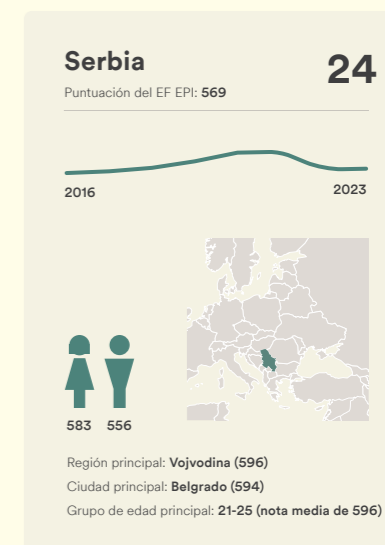 Serbia
24
Puntuación del EF EPI: 569
2016
2023
583 556
Región principal: Vojvodina (596)
Ciudad principal: Belgrado (594)
Grupo de edad principal: 21-25 (nota media de 596)